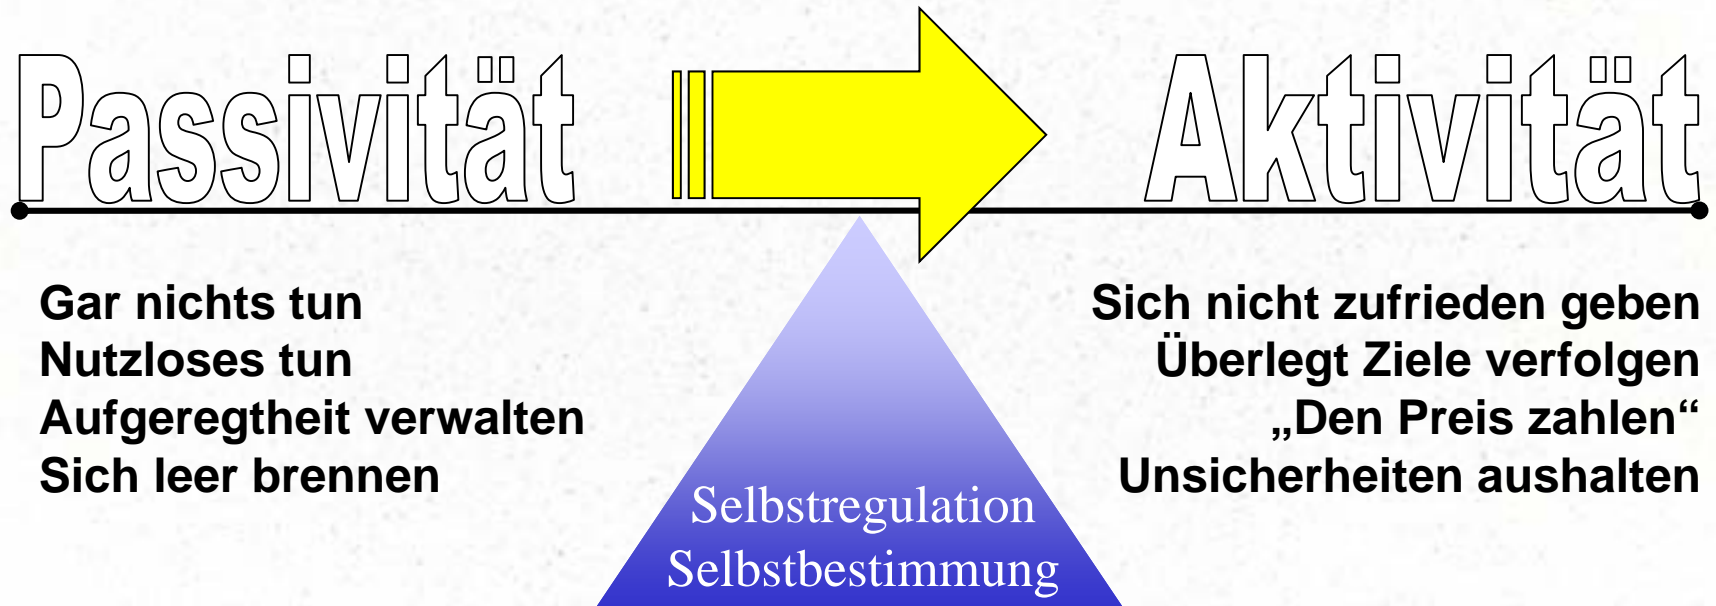 Passivität
Aktivität
Gar nichts tun
Nutzloses tun
Aufgeregtheit verwalten
Sich leer brennen
Sich nicht zufrieden geben
Überlegt Ziele verfolgen
„Den Preis zahlen“
Unsicherheiten aushalten
Selbstregulation
Selbstbestimmung